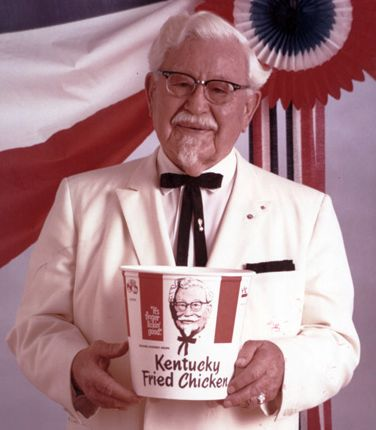 "It's
finger
lickin'
good"
Kentucky
Fried Chicken